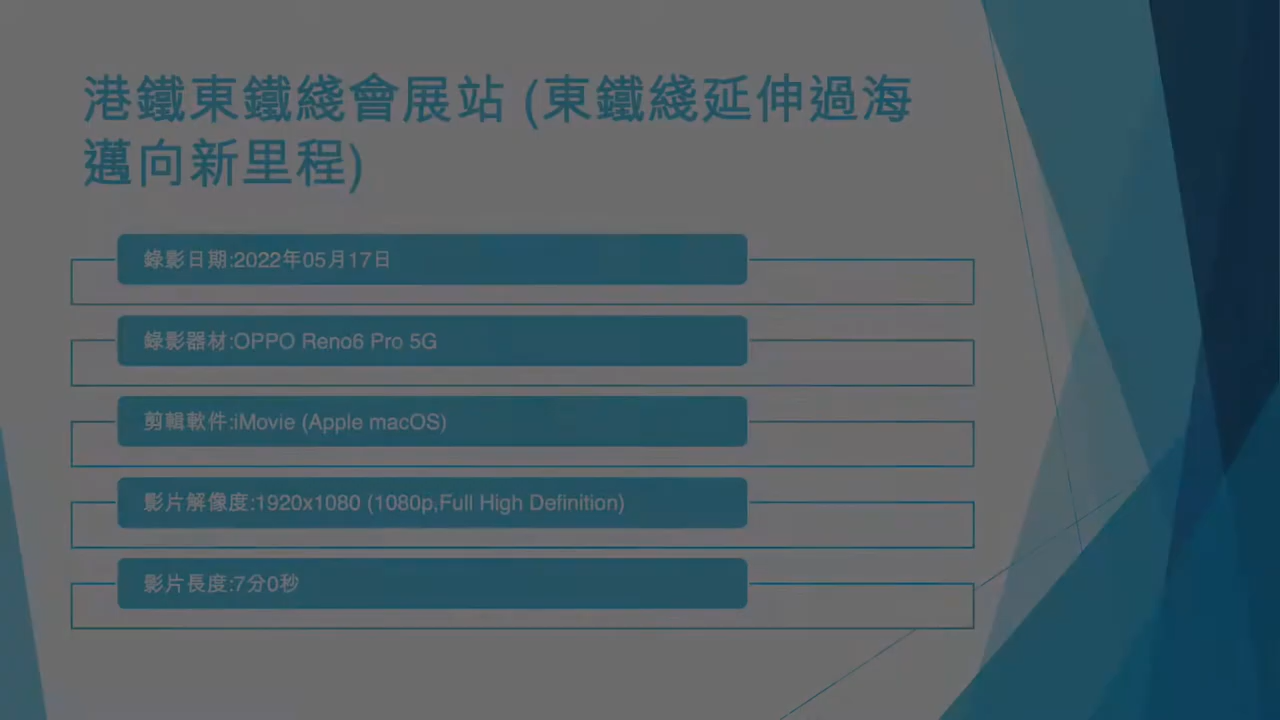 港鐵東鐵綫會展站 (東鐵綫延伸過海
邁向新里程)
錄影日期:2022年05月17日
錄影器材:OPPO Reno6 Pro 5G
剪輯軟件:iMovie (Apple macOS)
影片解像度:1920x1080 (1080p,Full High Definition)
影片長度:7分0秒